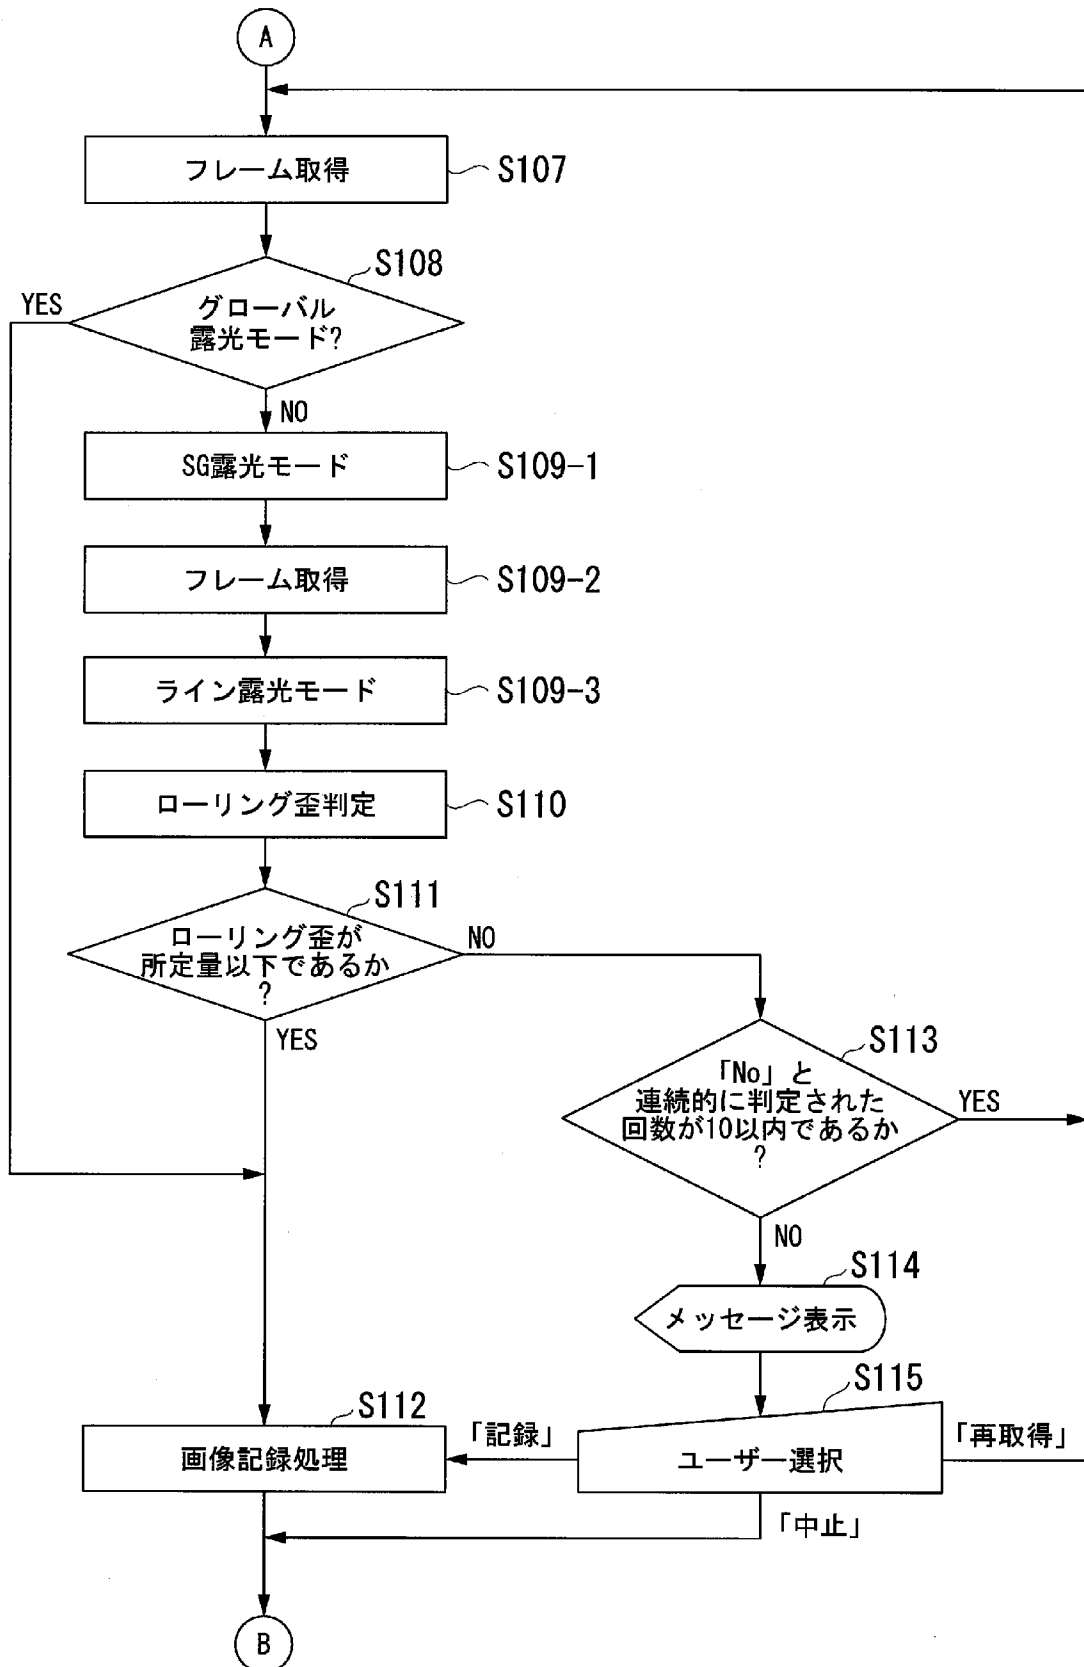 A
フレーム取得
S107
S108
YES
グローバル
露光モード?
NO
SG露光モード
S109-1
フレーム取得
S109-2
ライン露光モード
S109-3
ローリング歪判定
S110
S111
ローリング歪が
所定量以下であるか
?
NO
YES
S113
「No」と
連続的に判定された
回数が10以内であるか
?
YES
NO
S114
メッセージ表示
S115
S112
画像記録処理
「記録」
ユーザー選択
「再取得」
「中止」
B